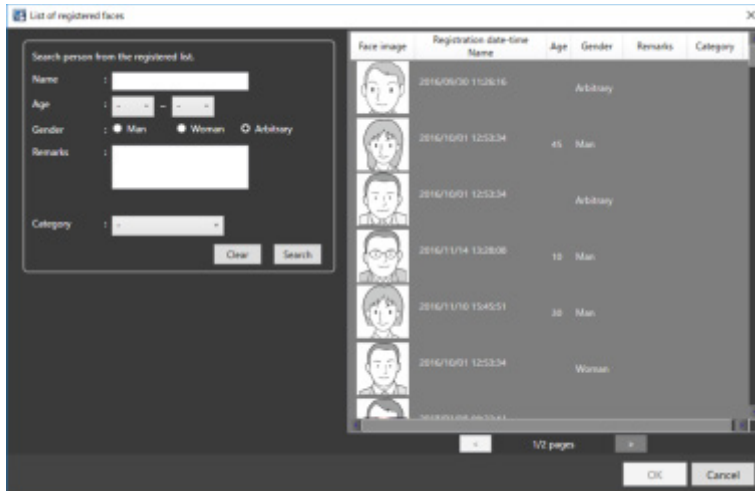 List of registered faces
Search person from the registered list.
Name :
Age : - - -
Gender : Man Woman Arbitrary
Remarks :
Category : -
Clear Search
Face image Registration date-time Name Age Gender Remarks Category
2016/09/30 11:26:16 Arbitrary
2016/10/01 12:53:34 45 Man
2016/10/01 12:53:34 Arbitrary
2016/11/14 13:28:08 10 Man
2016/11/10 15:45:51 30 Man
2016/10/01 12:53:34 Woman
< 1/2 pages >
OK Cancel